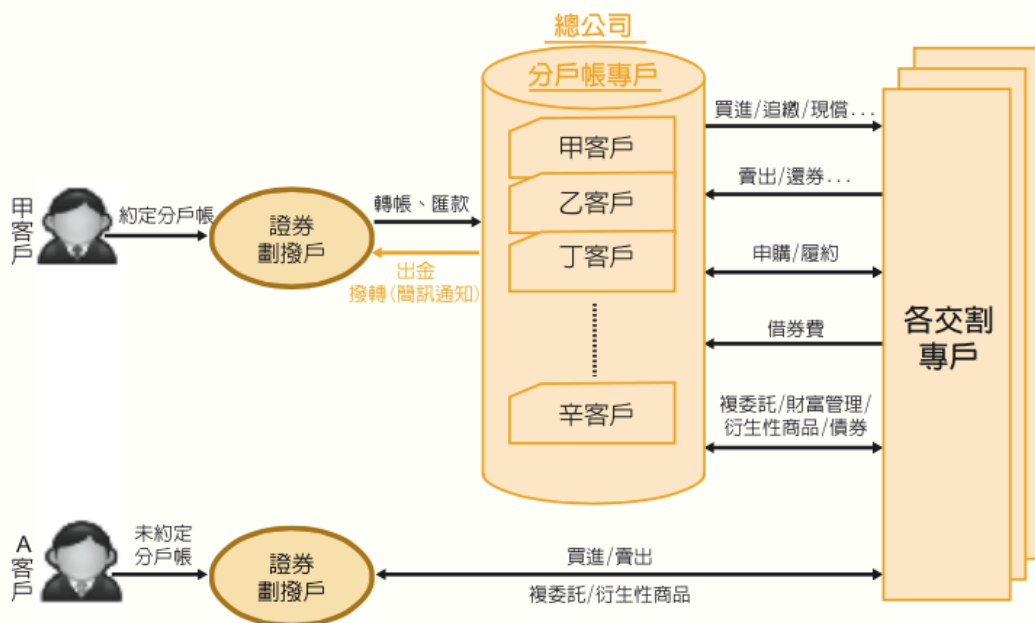 總公司
分戶帳專戶
甲客戶
乙客戶
丁客戶
辛客戶
甲客戶
約定分戶帳
證券
劃撥戶
轉帳、匯款
出金
撥轉(簡訊通知)
買進/追繳/現償...
賣出/還券...
申購/履約
借券費
複委託/財富管理/
衍生性商品/債券
各交割
專戶
A客戶
未約定
分戶帳
證券
劃撥戶
買進/賣出
複委託/衍生性商品